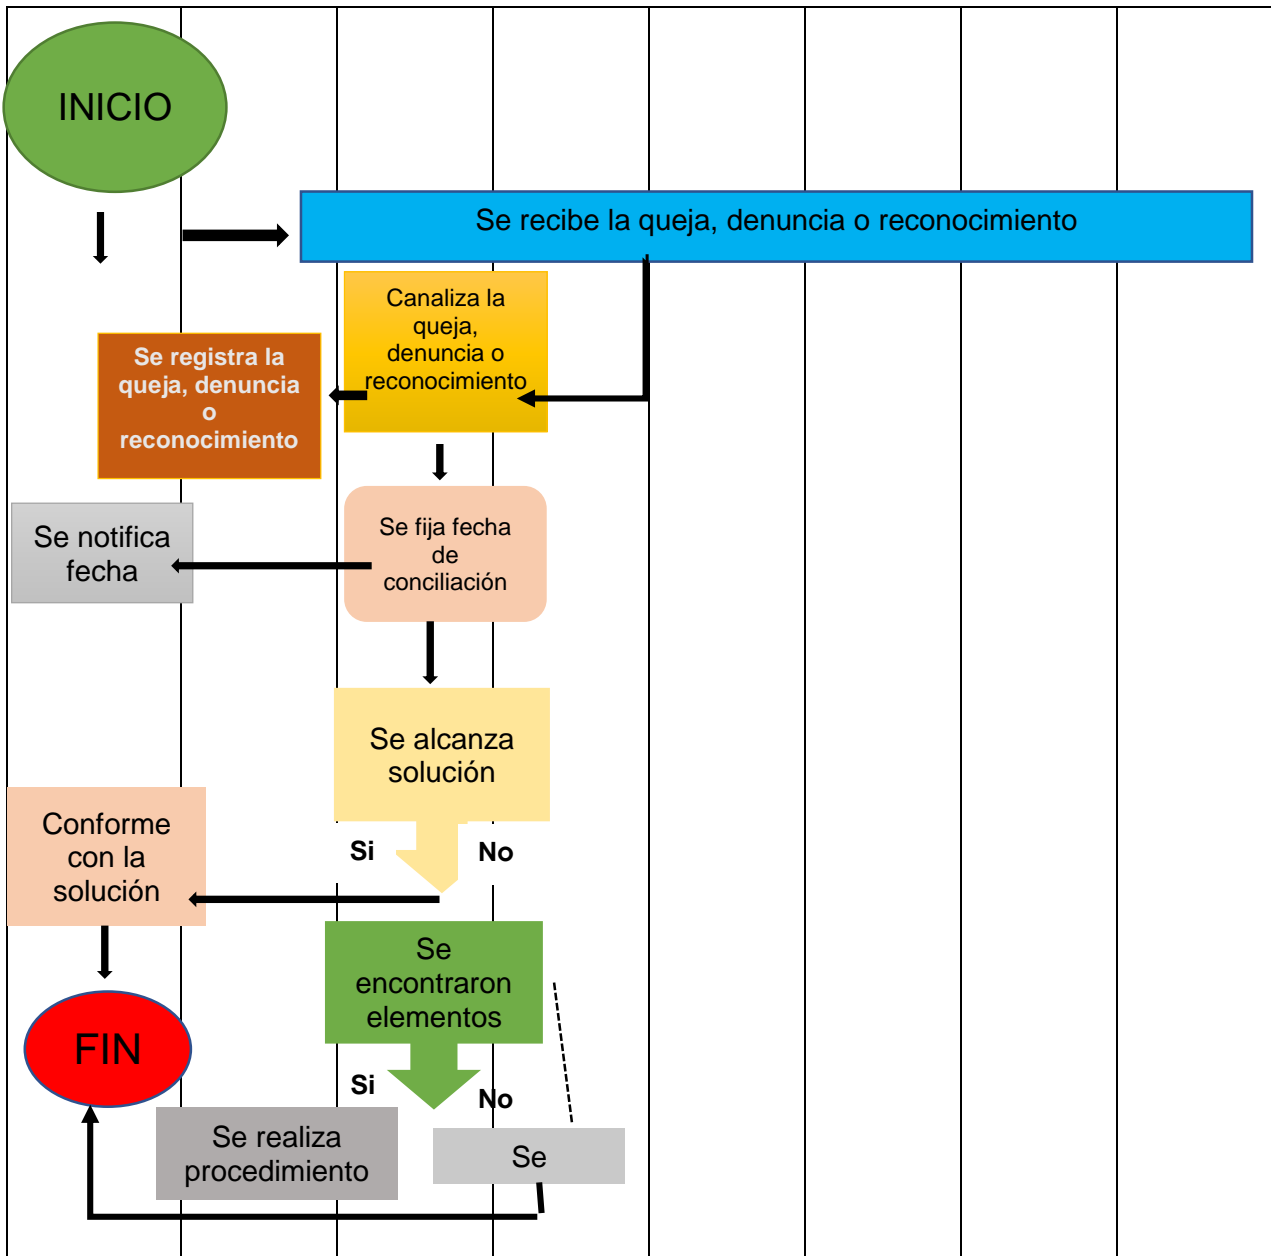 INICIO
Se recibe la queja, denuncia o reconocimiento
Canaliza la
queja,
denuncia o
reconocimiento
Se registra la
queja, denuncia
o
reconocimiento
Se fija fecha
de
conciliación
Se notifica
fecha
Se alcanza
solución
Si
No
Conforme
con la
solución
Se
encontraron
elementos
FIN
Si
No
Se realiza
procedimiento
Se